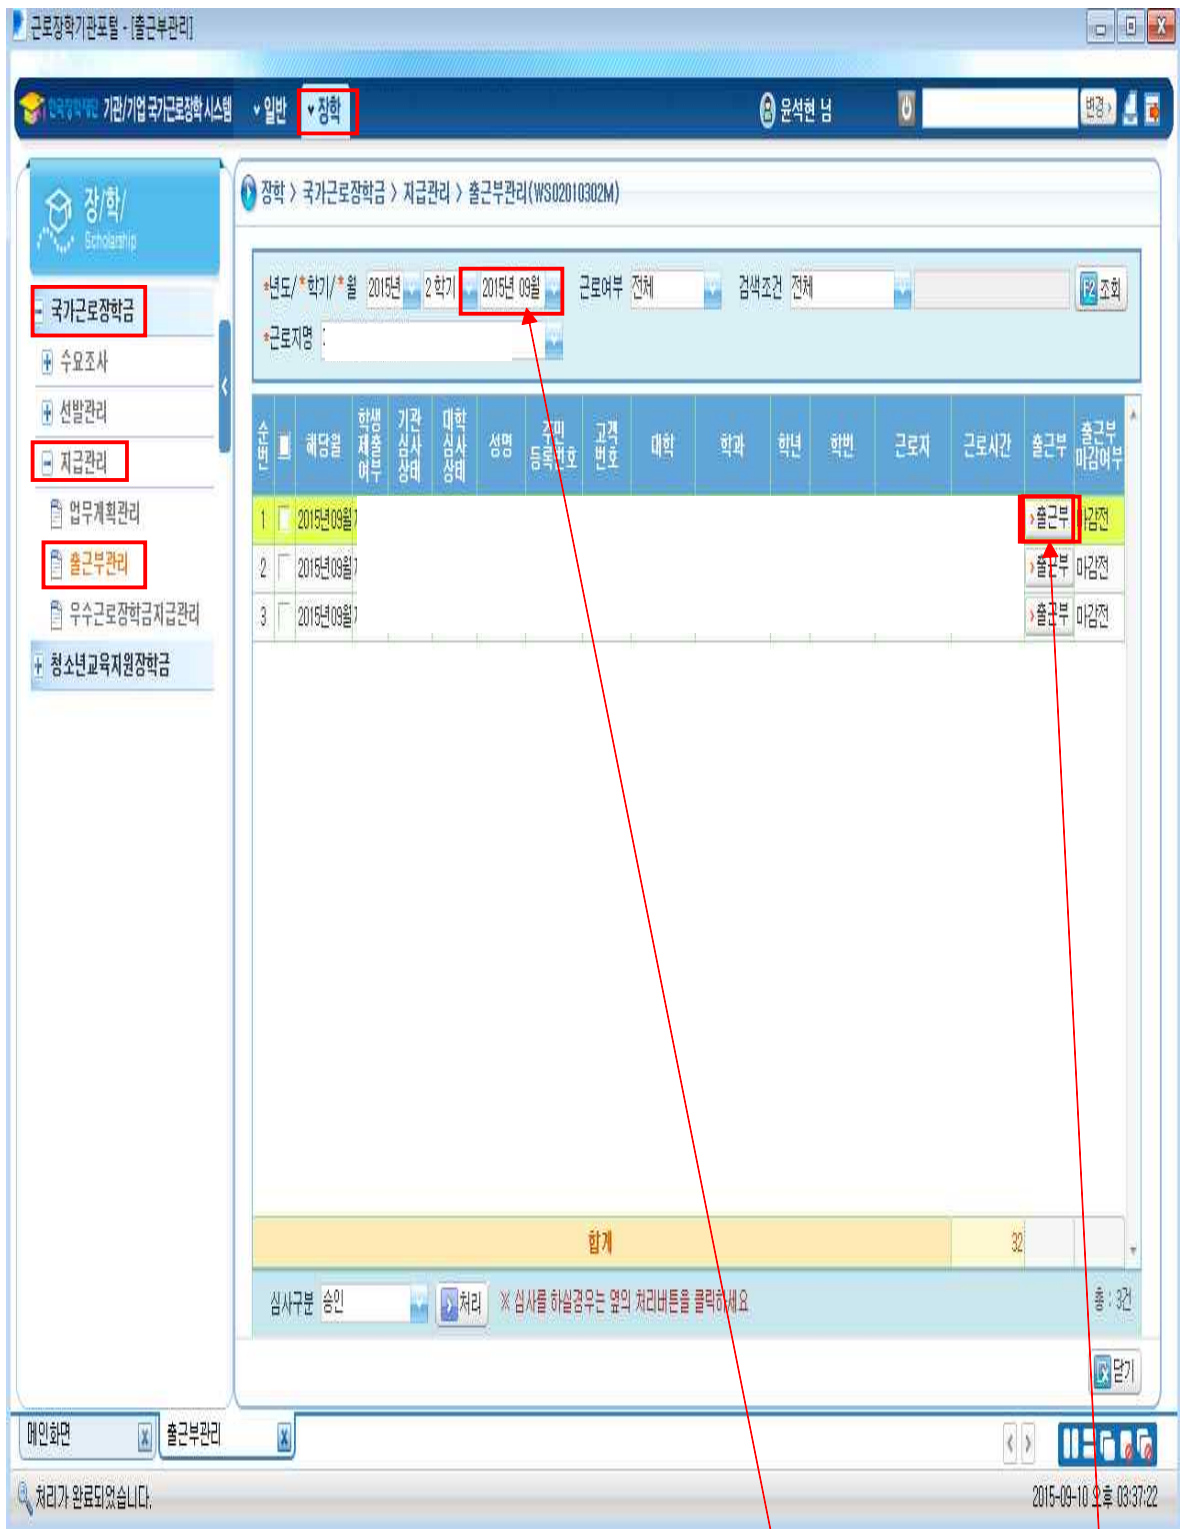 근로장학기관포털 - [출근부관리]
한국장학재단 기관/기업 국가근로장학 시스템
일반
장학
윤석현 님
변경
장/학/
Scholarship
장학 > 국가근로장학금 > 지급관리 > 출근부관리(WS02010302M)
국가근로장학금
수요조사
선발관리
지급관리
업무계획관리
출근부관리
우수근로장학금지급관리
청소년교육지원장학금
*년도/*학기/*월 2015년 2 학기 2015년 09월 근로여부 전체 검색조건 전체 F2 조회
*근로지명
순번 해당월 학생제출여부 기관심사상태 대학심사상태 성명 주민등록번호 고객번호 대학 학과 학년 학번 근로지 근로시간 출근부 출근부마감여부
1 2015년09월 출근부 마감전
2 2015년09월 출근부 마감전
3 2015년09월 출근부 마감전
합계 32
심사구분 승인 처리 ※ 심사를 하실경우는 옆의 처리버튼을 클릭하세요 총 : 3건
닫기
메인화면 출근부관리
처리가 완료되었습니다.
2015-09-10 오후 03:37:22